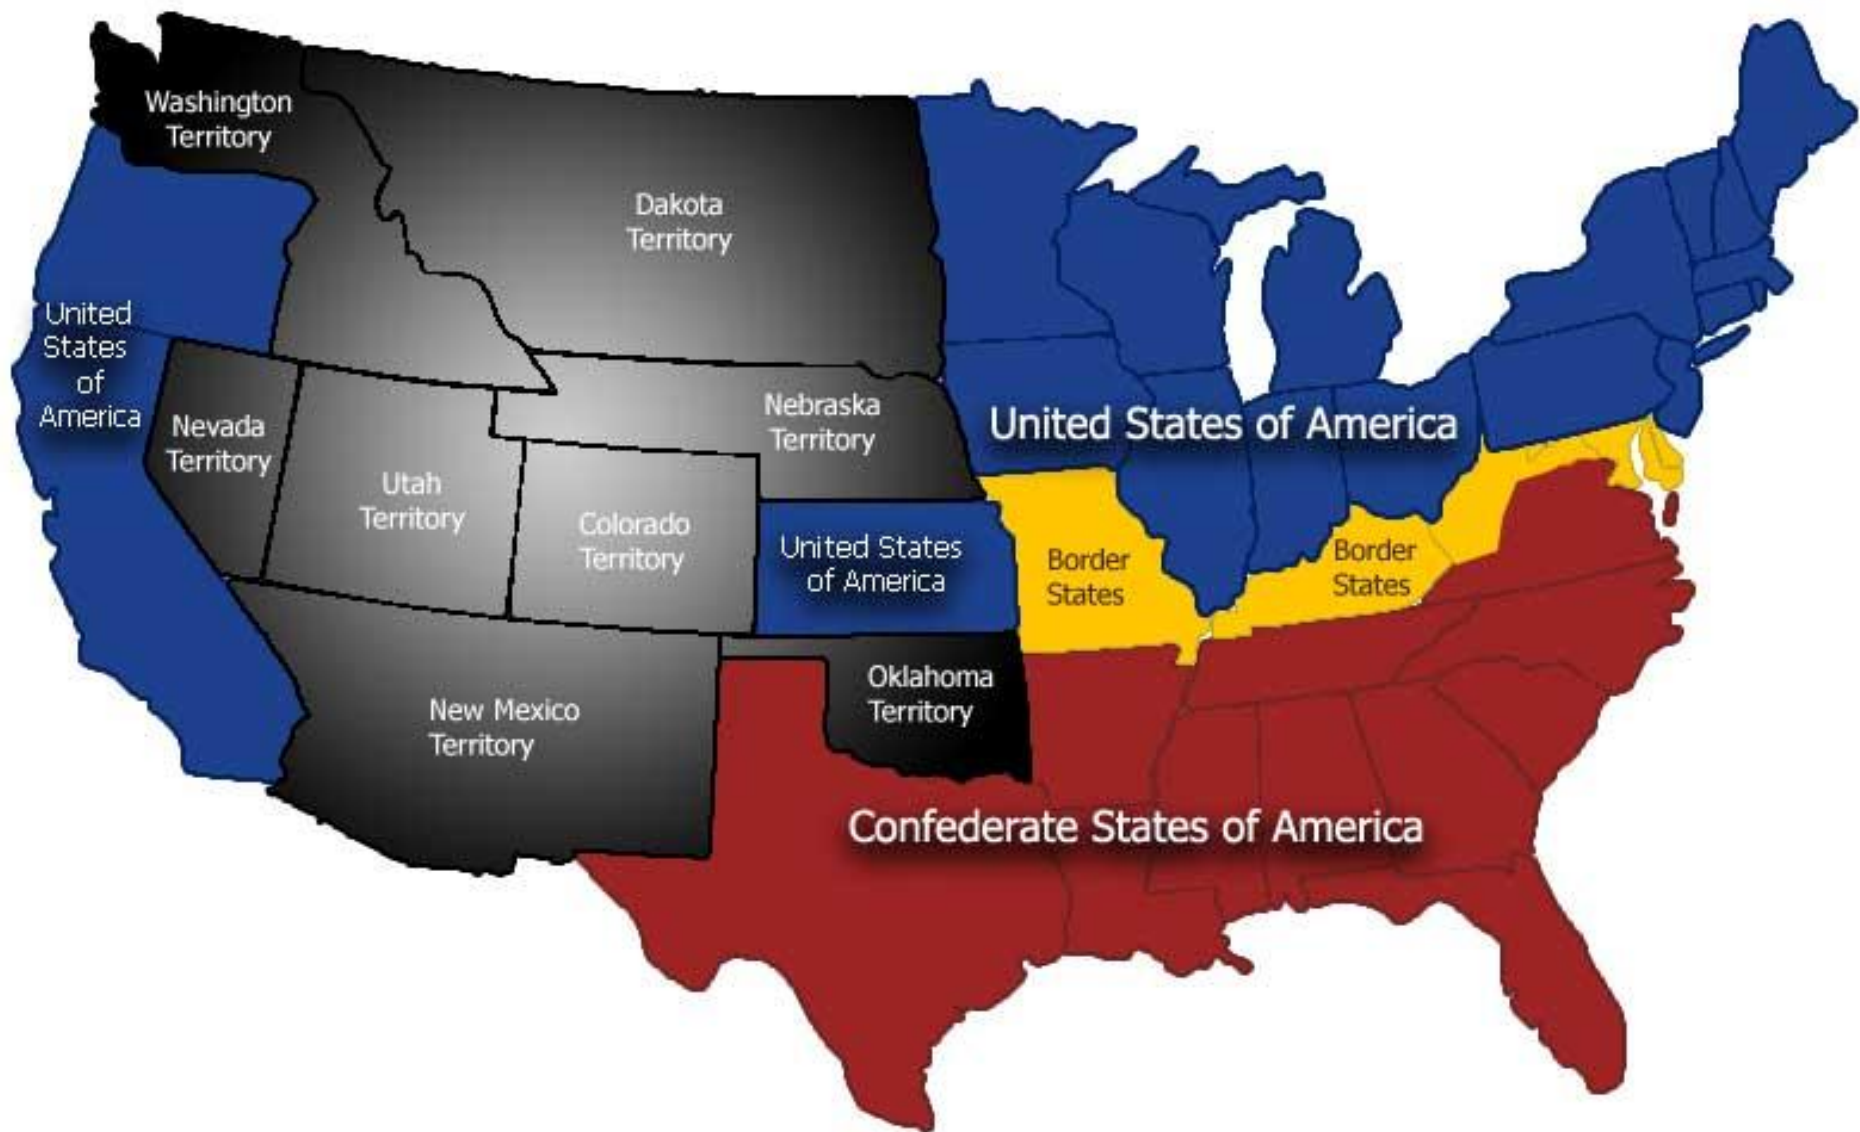 Washington
Territory
Dakota
Territory
United
States
of
America
Nevada
Territory
Utah
Territory
Colorado
Territory
Nebraska
Territory
United States of America
United States
of America
Border
States
Border
States
New Mexico
Territory
Oklahoma
Territory
Confederate States of America